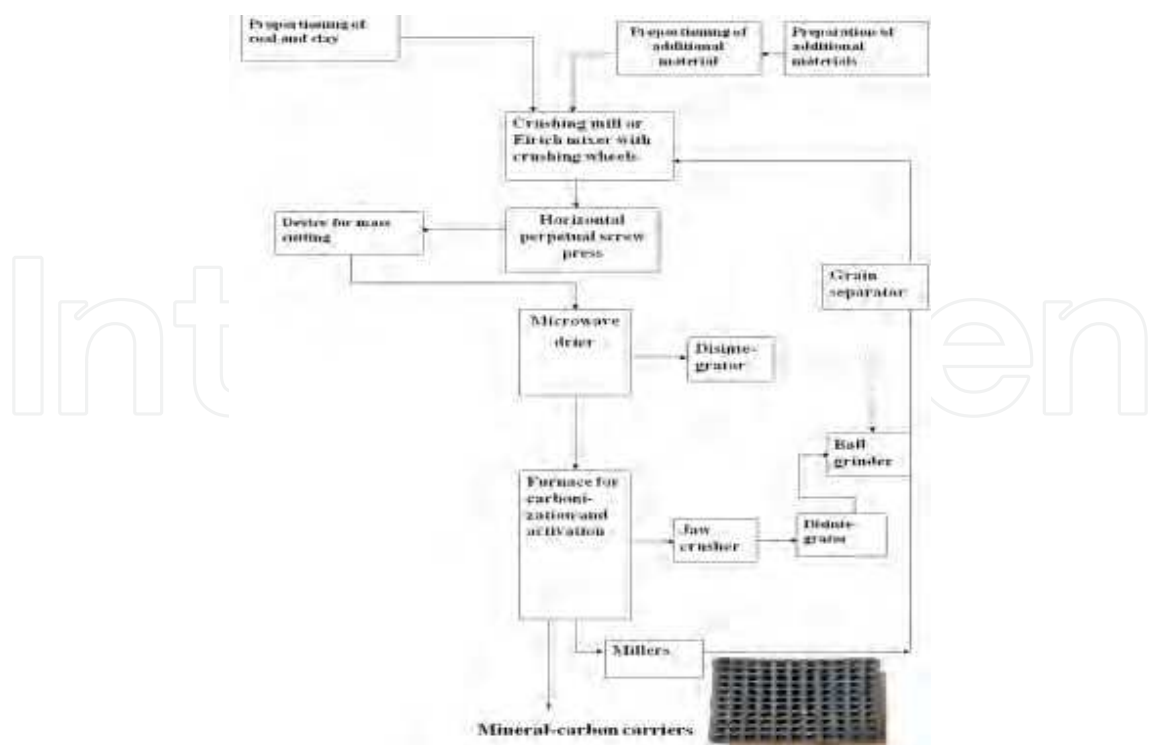 Proportioning of
coal and clay
Proportioning of
additional
material
Preparation of
additional
materials
Crushing mill or
Eirich mixer with
crushing wheels
Horizontal
perpetual screw
press
Device for mass
cutting
Grain
separator
Microwave
drier
Disinte-
grator
Ball
grinder
Furnace for
carboni-
zation and
activation
Jaw
crusher
Disinte-
grator
Millers
Mineral-carbon carriers
Int
en